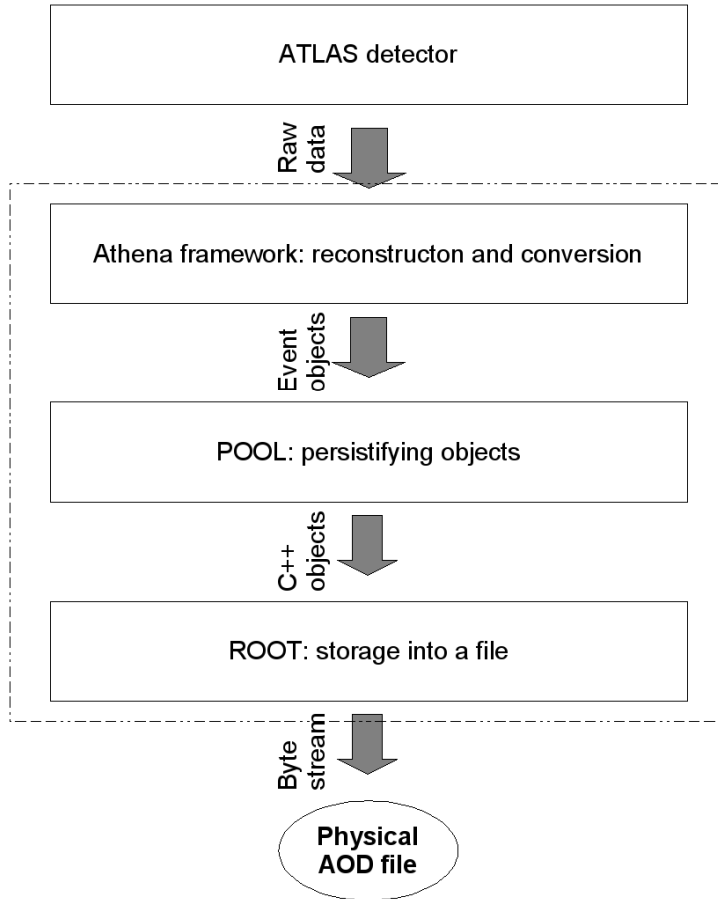 ATLAS detector
Raw
data
Athena framework: reconstructon and conversion
Event
objects
POOL: persistifying objects
C++
objects
ROOT: storage into a file
Byte
stream
Physical
AOD file